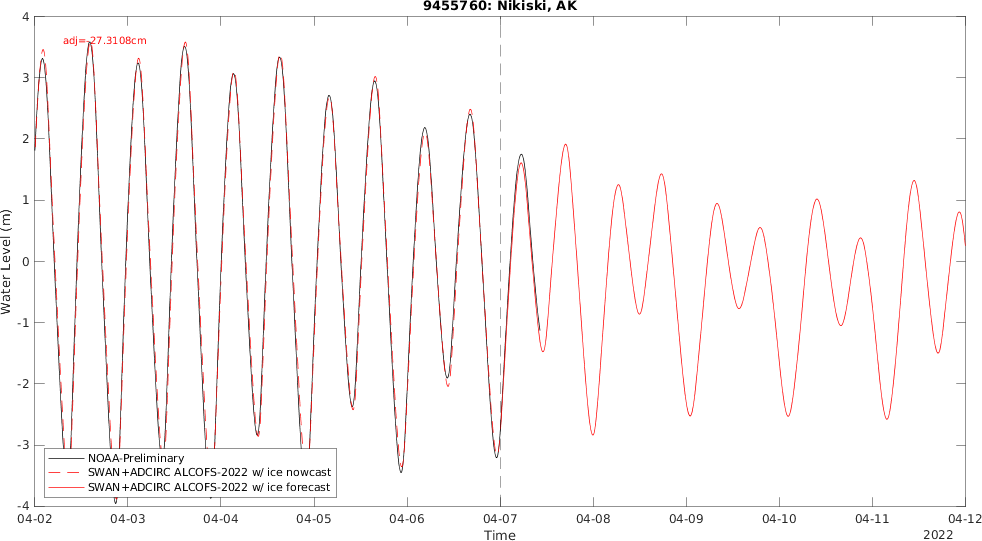 9455760: Nikiski, AK
adj=-27.3108cm
4
3
2
1
0
-1
-2
-3
-4
Water Level (m)
NOAA-Preliminary
SWAN+ADCIRC ALCOFS-2022 w/ ice nowcast
SWAN+ADCIRC ALCOFS-2022 w/ ice forecast
04-02 04-03 04-04 04-05 04-06 04-07 04-08 04-09 04-10 04-11 04-12
Time
2022